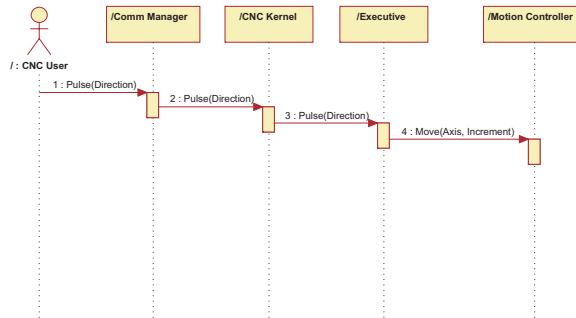 /Comm Manager
/CNC Kernel
/Executive
/Motion Controller
/ : CNC User
1 : Pulse(Direction)
2 : Pulse(Direction)
3 : Pulse(Direction)
4 : Move(Axis, Increment)